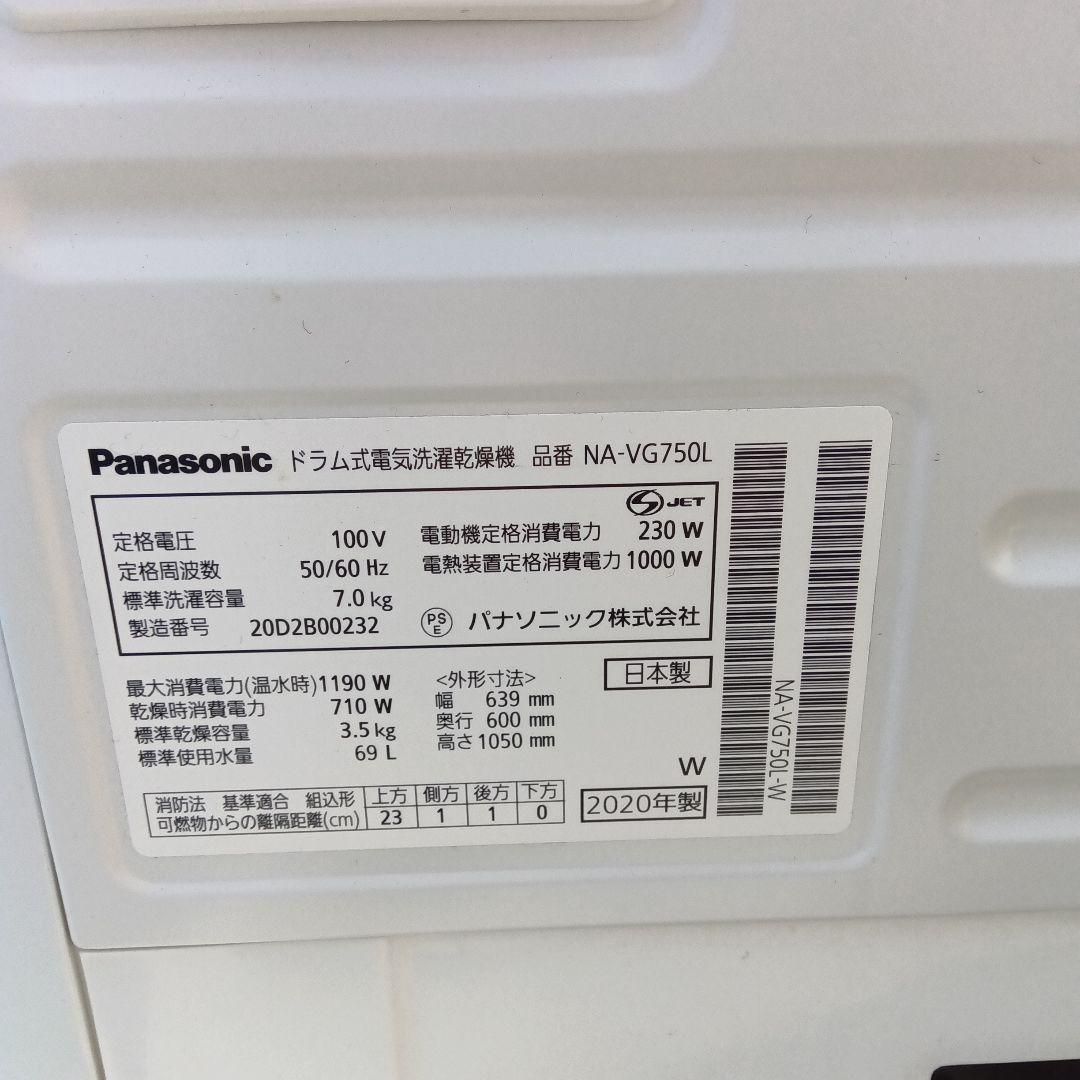 Panasonic ドラム式電気洗濯乾燥機 品番 NA-VG750L
S JET
定格電圧 100V 電動機定格消費電力 230 W
定格周波数 50/60 Hz 電熱装置定格消費電力 1000 W
標準洗濯容量 7.0 kg
製造番号 20D2B00232 PSE パナソニック株式会社
最大消費電力(温水時)1190 W <外形寸法> 日本製
乾燥時消費電力 710 W 幅 639 mm
標準乾燥容量 3.5 kg 奥行 600 mm
標準使用水量 69 L 高さ 1050 mm
W
消防法 基準適合 組込形 上方 側方 後方 下方
可燃物からの離隔距離(cm) 23 1 1 0
2020年製
NA-VG750L-W